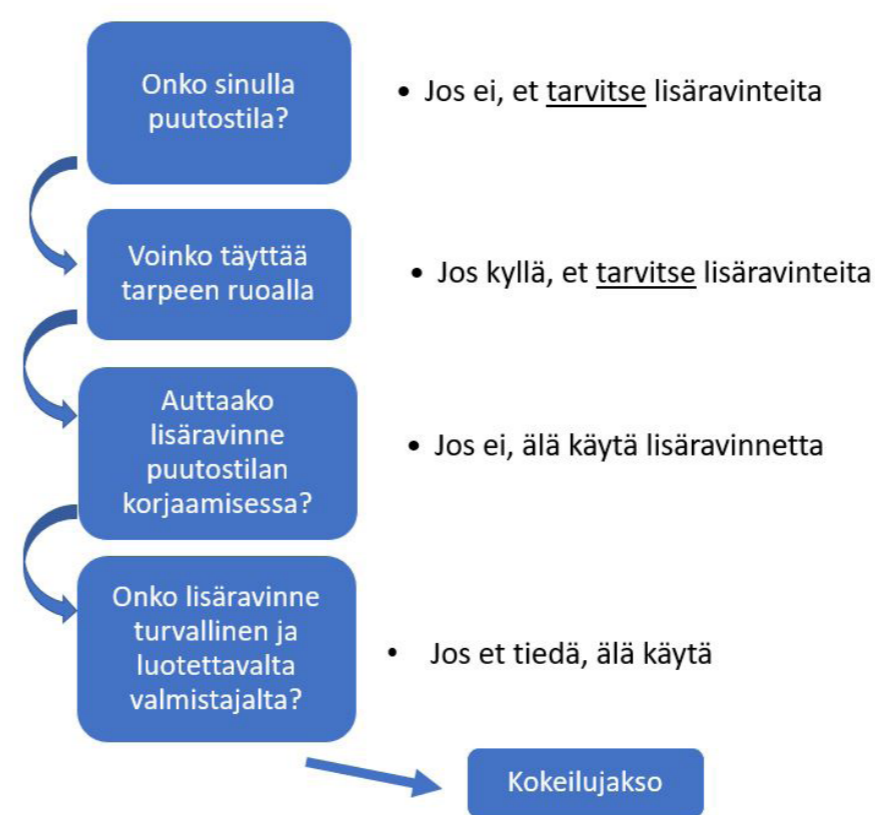 Onko sinulla
puutostila?
• Jos ei, et tarvitse lisäravinteita
Voinko täyttää
tarpeen ruoalla
• Jos kyllä, et tarvitse lisäravinteita
Auttaako
lisäravinne
puutostilan
korjaamisessa?
• Jos ei, älä käytä lisäravinnetta
Onko lisäravinne
turvallinen ja
luotettavalta
valmistajalta?
• Jos et tiedä, älä käytä
Kokeilujakso